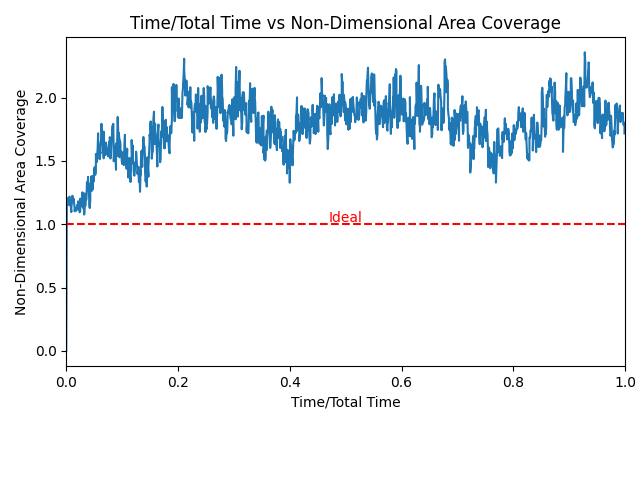 Time/Total Time vs Non-Dimensional Area Coverage
Non-Dimensional Area Coverage
2.0
1.5
1.0
0.5
0.0
Ideal
0.0 0.2 0.4 0.6 0.8 1.0
Time/Total Time